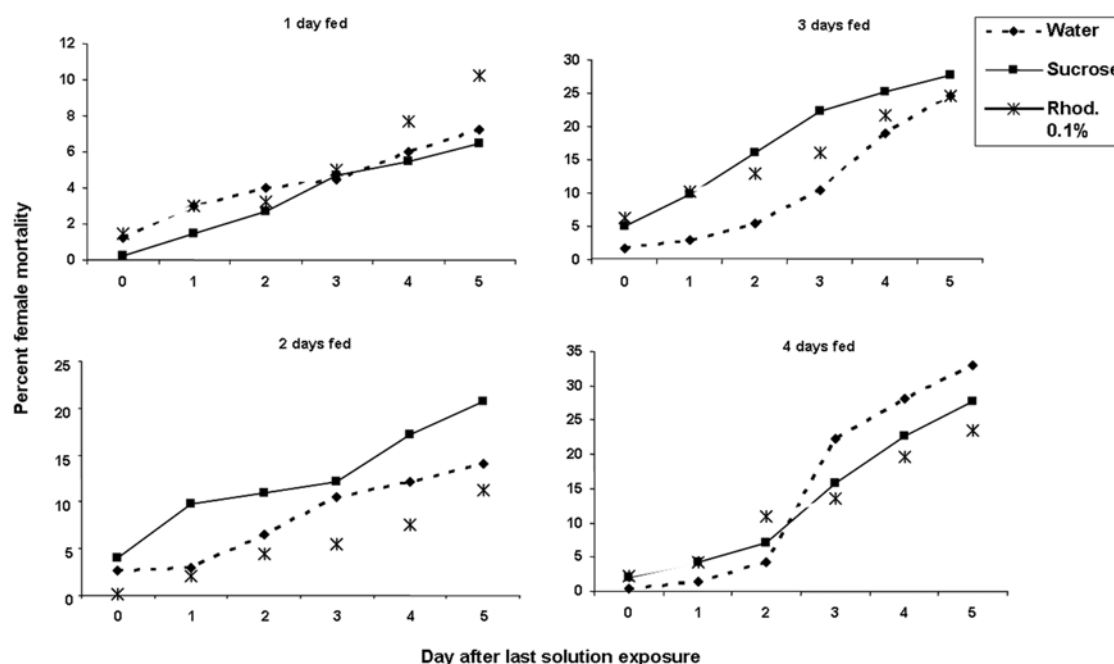 1 day fed
12
10
8
6
4
2
0
0 1 2 3 4 5
3 days fed
30
25
20
15
10
5
0
0 1 2 3 4 5
Water
Sucrose
Rhod.
0.1%
Percent female mortality
2 days fed
25
20
15
10
5
0
0 1 2 3 4 5
4 days fed
35
30
25
20
15
10
5
0
0 1 2 3 4 5
Day after last solution exposure